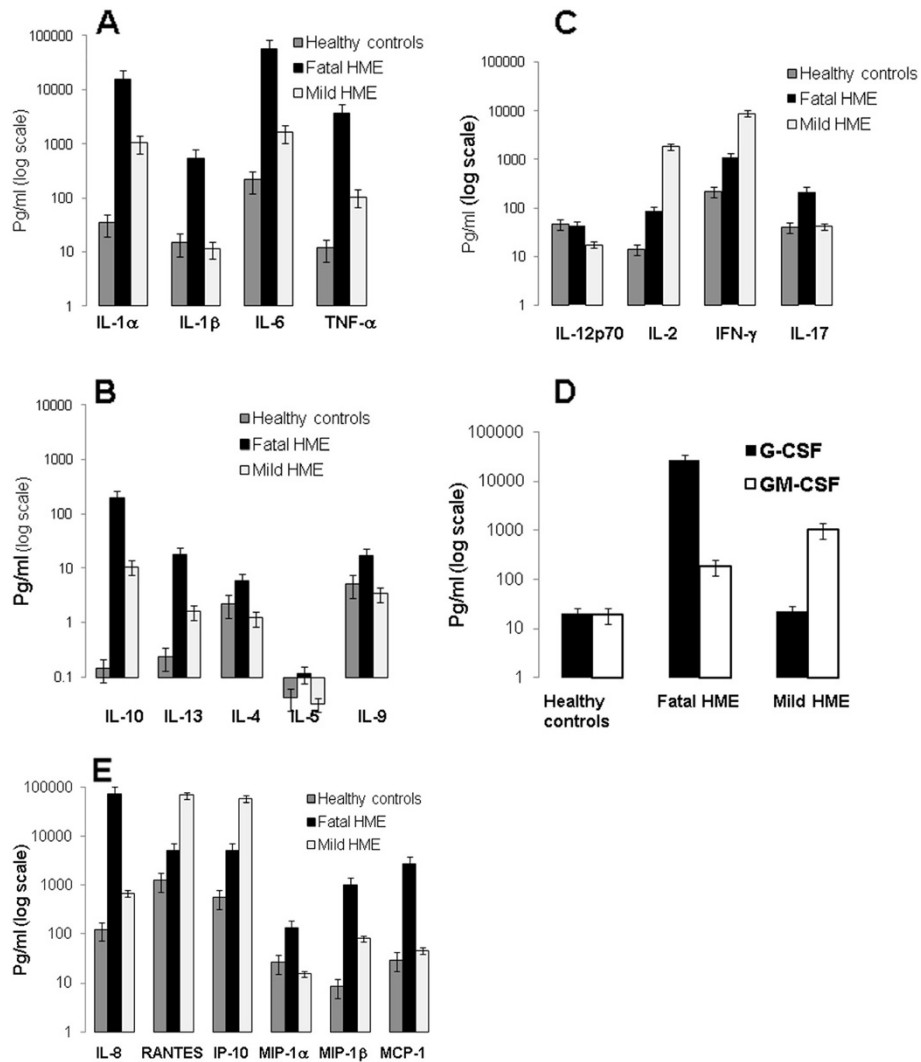 A
Pg/ml (log scale)
100000
10000
1000
100
10
1
Healthy controls
Fatal HME
Mild HME
IL-1α IL-1β IL-6 TNF-α
C
Pg/ml (log scale)
100000
10000
1000
100
10
1
Healthy controls
Fatal HME
Mild HME
IL-12p70 IL-2 IFN-γ IL-17
B
Pg/ml (log scale)
10000
1000
100
10
1
0.1
Healthy controls
Fatal HME
Mild HME
IL-10 IL-13 IL-4 IL-5 IL-9
D
Pg/ml (log scale)
100000
10000
1000
100
10
1
G-CSF
GM-CSF
Healthy controls Fatal HME Mild HME
E
Pg/ml (log scale)
100000
10000
1000
100
10
1
Healthy controls
Fatal HME
Mild HME
IL-8 RANTES IP-10 MIP-1α MIP-1β MCP-1